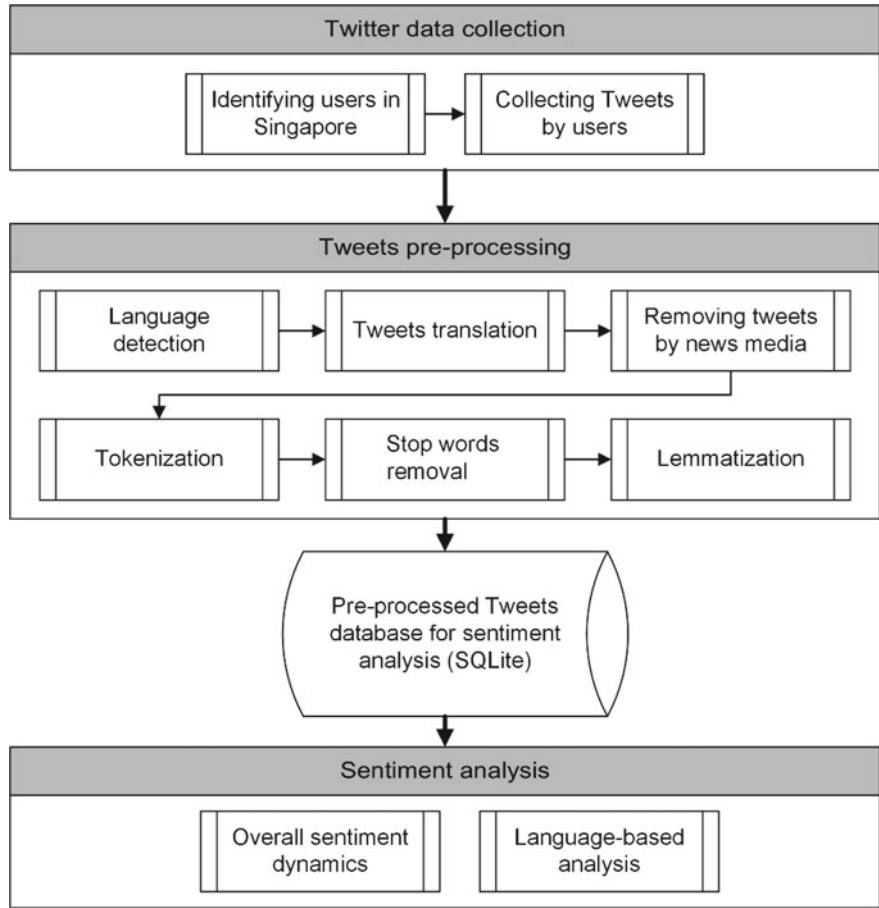 Twitter data collection
Identifying users in
Singapore
Collecting Tweets
by users
Tweets pre-processing
Language
detection
Tweets translation
Removing tweets
by news media
Tokenization
Stop words
removal
Lemmatization
Pre-processed Tweets
database for sentiment
analysis (SQLite)
Sentiment analysis
Overall sentiment
dynamics
Language-based
analysis